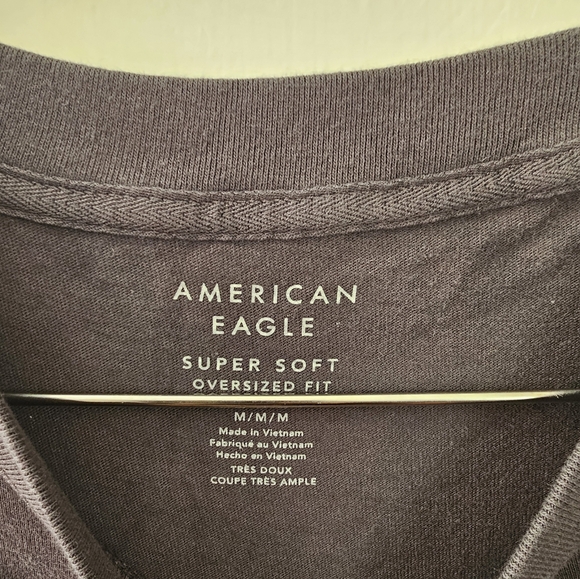 AMERICAN
EAGLE
SUPER SOFT
OVERSIZED FIT
M/M/M
Made in Vietnam
Fabriqué au Vietnam
Hecho en Vietnam
TRÈS DOUX
COUPE TRÈS AMPLE